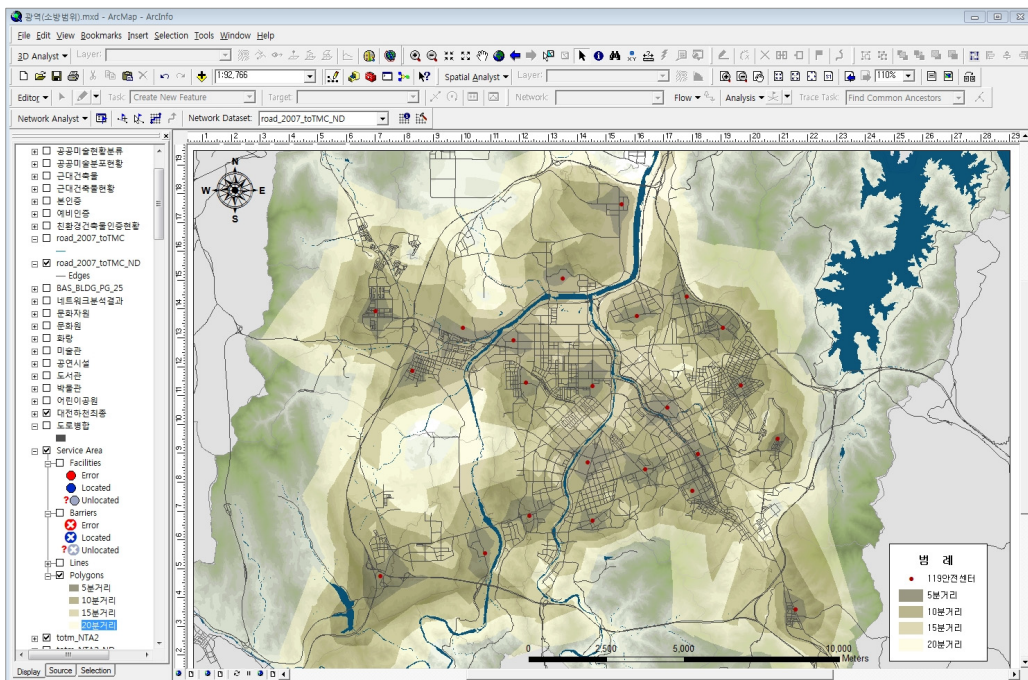 광역(소방범위).mxd - ArcMap - ArcInfo
File Edit View Bookmarks Insert Selection Tools Window Help
3D Analyst Layer:
1:92,766 Spatial Analyst Layer: 110%
Editor Task: Create New Feature Target: Network: Flow Analysis Trace Task: Find Common Ancestors
Network Analyst Network Dataset: road_2007_toTMC_ND
공공미술현황분류
공공미술분포현황
근대건축물
근대건축물현황
본인증
예비인증
친환경건축물인증현황
road_2007_toTMC
road_2007_toTMC_ND
Edges
BAS_BLDG_PG_25
네트워크분석결과
문화자원
문화원
화랑
미술관
공연시설
도서관
박물관
어린이공원
대전하천최종
도로병합
Service Area
Facilities
Error
Located
Unlocated
Barriers
Error
Located
Unlocated
Lines
Polygons
5분거리
10분거리
15분거리
20분거리
totm_NTA2
Display Source Selection
N
W E
S
범 례
119안전센터
5분거리
10분거리
15분거리
20분거리
0 2,500 5,000 10,000
Meters